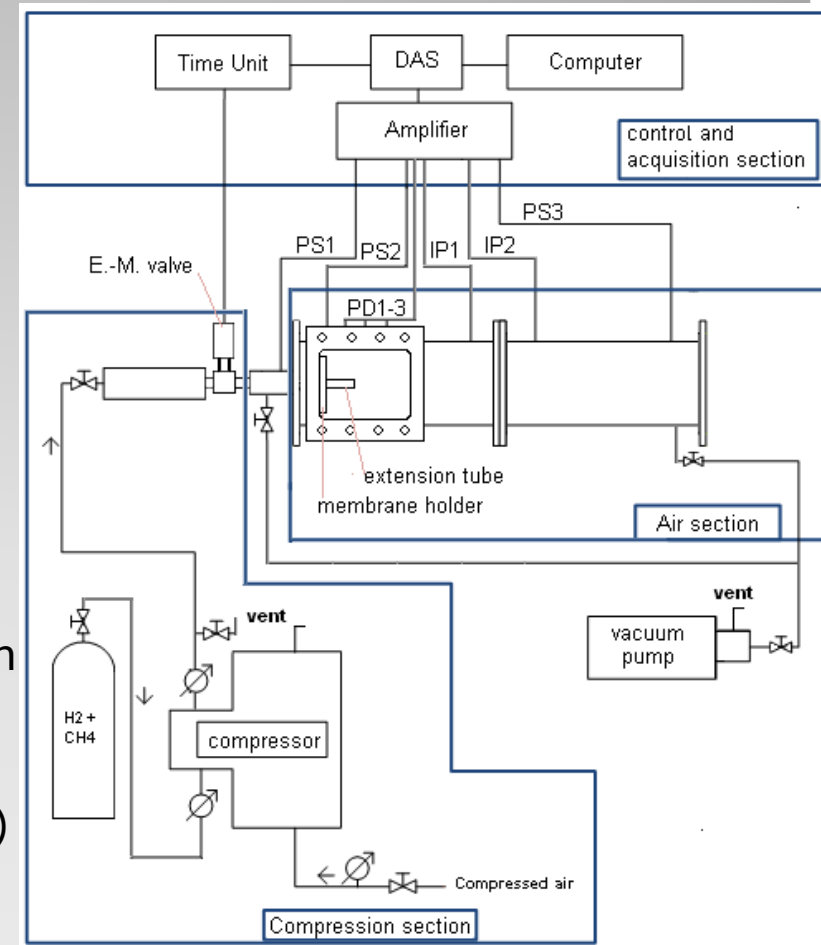 Time Unit
DAS
Computer
Amplifier
control and
acquisition section
PS1
PS2
IP1
IP2
PS3
E.-M. valve
PD1-3
extension tube
membrane holder
Air section
vent
vent
vacuum
pump
n
H2 +
CH4
compressor
)
Compressed air
Compression section